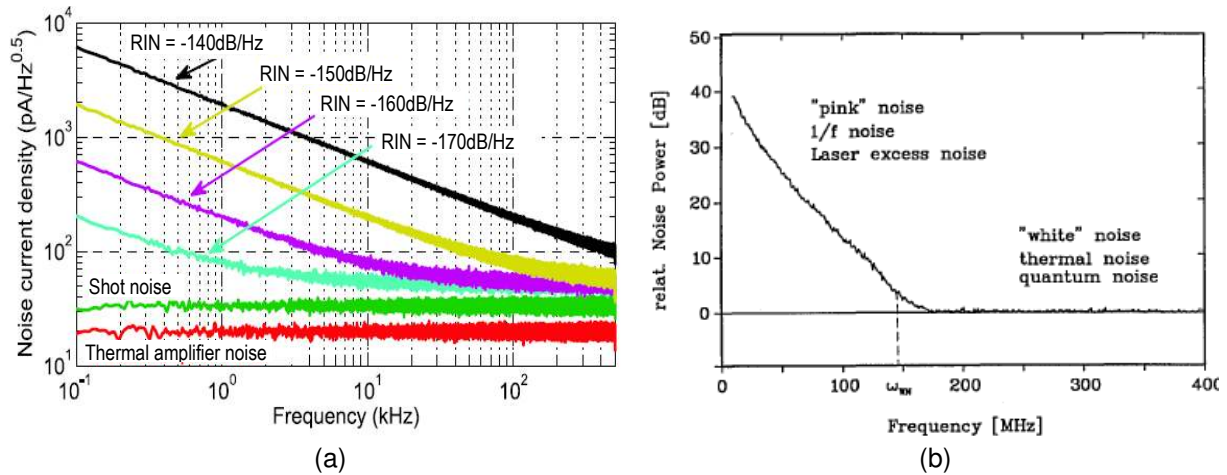 10^4
10^3
10^2
10^1
Noise current density (pA/Hz^0.5)
RIN = -140dB/Hz
RIN = -150dB/Hz
RIN = -160dB/Hz
RIN = -170dB/Hz
Shot noise
Thermal amplifier noise
10^-1
10^0
10^1
10^2
Frequency (kHz)
(a)
50
40
30
20
10
0
relat. Noise Power [dB]
"pink" noise
1/f noise
Laser excess noise
"white" noise
thermal noise
quantum noise
0
100
ω_WN
200
300
400
Frequency [MHz]
(b)